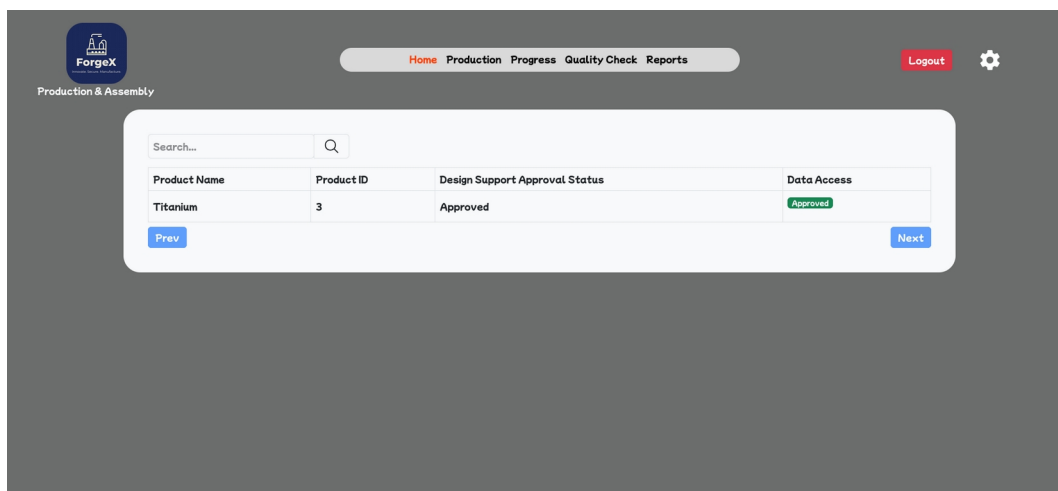 ForgeX
Production & Assembly
Home Production Progress Quality Check Reports
Logout
Search...
Product Name Product ID Design Support Approval Status Data Access
Titanium 3 Approved Approved
Prev Next